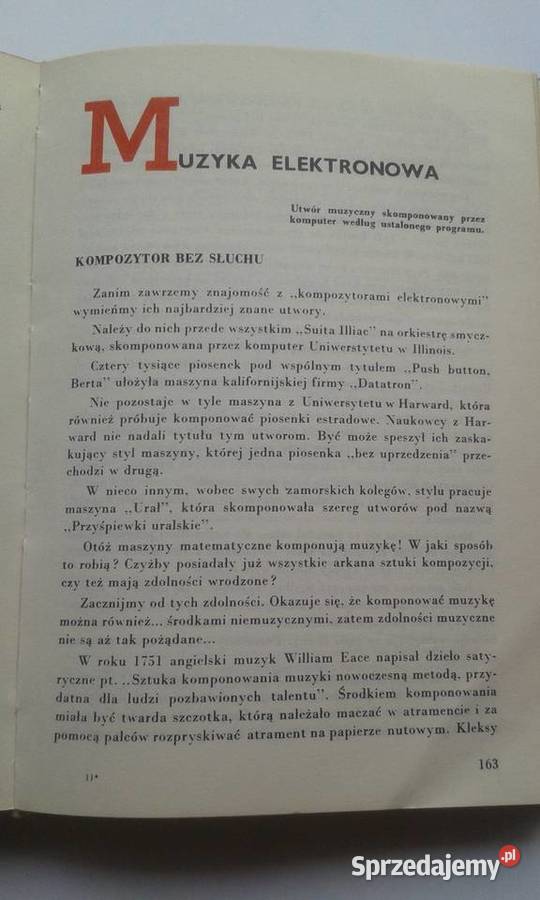 MUZYKA ELEKTRONOWA
Utwór muzyczny skomponowany przez
komputer według ustalonego programu.
KOMPOZYTOR BEZ SŁUCHU
Zanim zawrzemy znajomość z „kompozytorami elektronowymi"
wymieńmy ich najbardziej znane utwory.
Należy do nich przede wszystkim „Suita Illiac" na orkiestrę smycz-
kową, skomponowana przez komputer Uniwerstytetu w Illinois.
Cztery tysiące piosenek pod wspólnym tytułem „Push button,
Berta" ułożyła maszyna kalifornijskiej firmy „Datatron".
Nie pozostaje w tyle maszyna z Uniwersytetu w Harward, która
również próbuje komponować piosenki estradowe. Naukowcy z Har-
ward nie nadali tytułu tym utworom. Być może speszył ich zaska-
kujący styl maszyny, której jedna piosenka „bez uprzedzenia" prze-
chodzi w drugą.
W nieco innym, wobec swych zamorskich kolegów, stylu pracuje
maszyna „Urał", która skomponowała szereg utworów pod nazwą
„Przyśpiewki uralskie".
Otóż maszyny matematyczne komponują muzykę! W jaki sposób
to robią? Czyżby posiadały już wszystkie arkana sztuki kompozycji,
czy też mają zdolności wrodzone?
Zacznijmy od tych zdolności. Okazuje się, że komponować muzykę
można również... środkami niemuzycznymi, zatem zdolności muzyczne
nie są aż tak pożądane...
W roku 1751 angielski muzyk William Eace napisał dzieło saty-
ryczne pt. „Sztuka komponowania muzyki nowoczesną metodą, przy-
datna dla ludzi pozbawionych talentu". Środkiem komponowania
miała być twarda szczotka, którą należało maczać w atramencie i za
pomocą palców rozpryskiwać atrament na papierze nutowym. Kleksy
163
11*
Sprzedajemy.pl